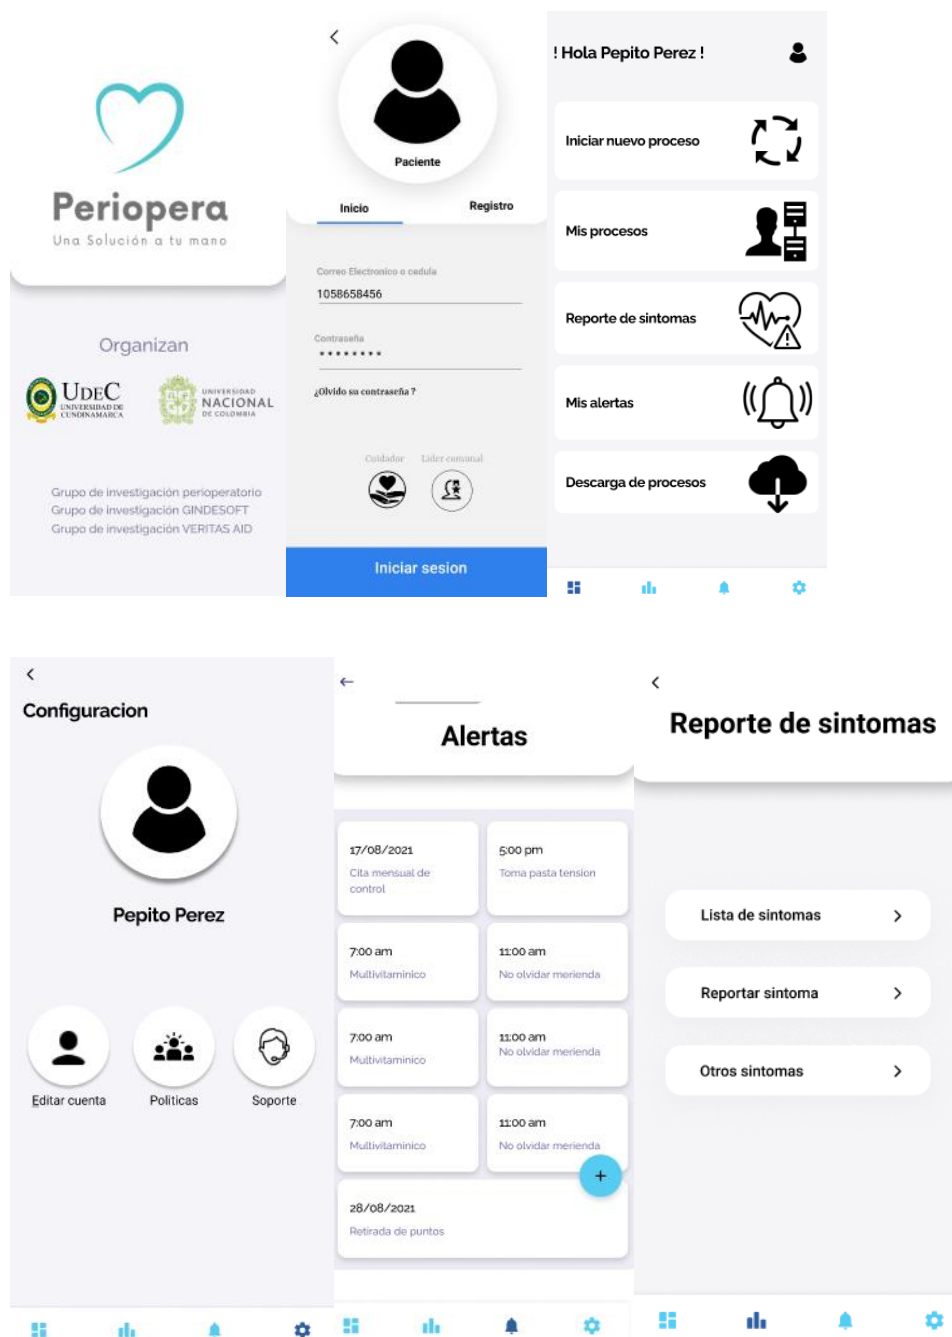 Periopera
Una Solución a tu mano
Organizan
UDEC
UNIVERSIDAD DE
CUNDINAMARCA
UNIVERSIDAD
NACIONAL
DE COLOMBIA
Grupo de investigación perioperatorio
Grupo de investigación GINDESOFT
Grupo de investigación VERITAS AID
Paciente
Inicio
Registro
Correo Electronico o cedula
1058658456
Contraseña
********
¿Olvido su contraseña ?
Cuidador
Lider comunal
Iniciar sesion
! Hola Pepito Perez !
Iniciar nuevo proceso
Mis procesos
Reporte de sintomas
Mis alertas
Descarga de procesos
Configuracion
Pepito Perez
Editar cuenta
Politicas
Soporte
Alertas
17/08/2021
Cita mensual de
control
5:00 pm
Toma pasta tension
7:00 am
Multivitaminico
11:00 am
No olvidar merienda
7:00 am
Multivitaminico
11:00 am
No olvidar merienda
7:00 am
Multivitaminico
11:00 am
No olvidar merienda
+
28/08/2021
Retirada de puntos
Reporte de sintomas
Lista de sintomas
Reportar sintoma
Otros sintomas